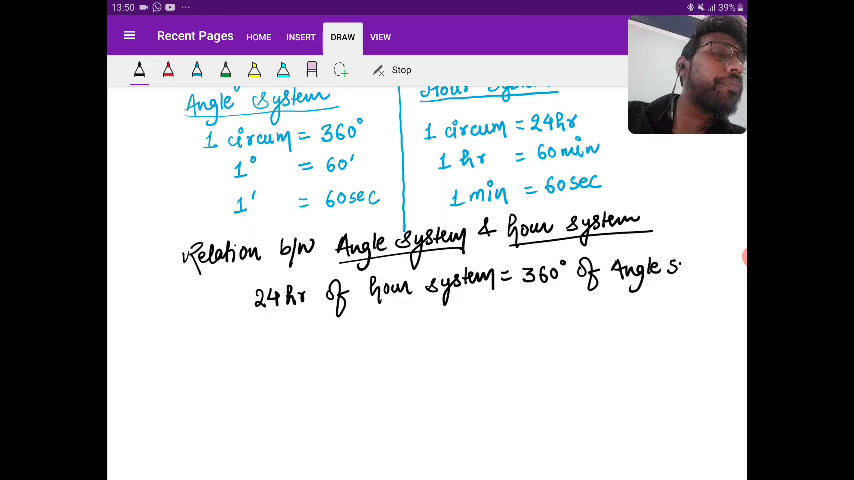 13:50 39%
Recent Pages HOME INSERT DRAW VIEW
Stop
Angle System
1 circum = 360°
1° = 60'
1' = 60sec
Hour System
1 circum = 24hr
1 hr = 60min
1 min = 60sec
Relation b/w Angle system & hour system
24hr of hour system = 360° of Angle s